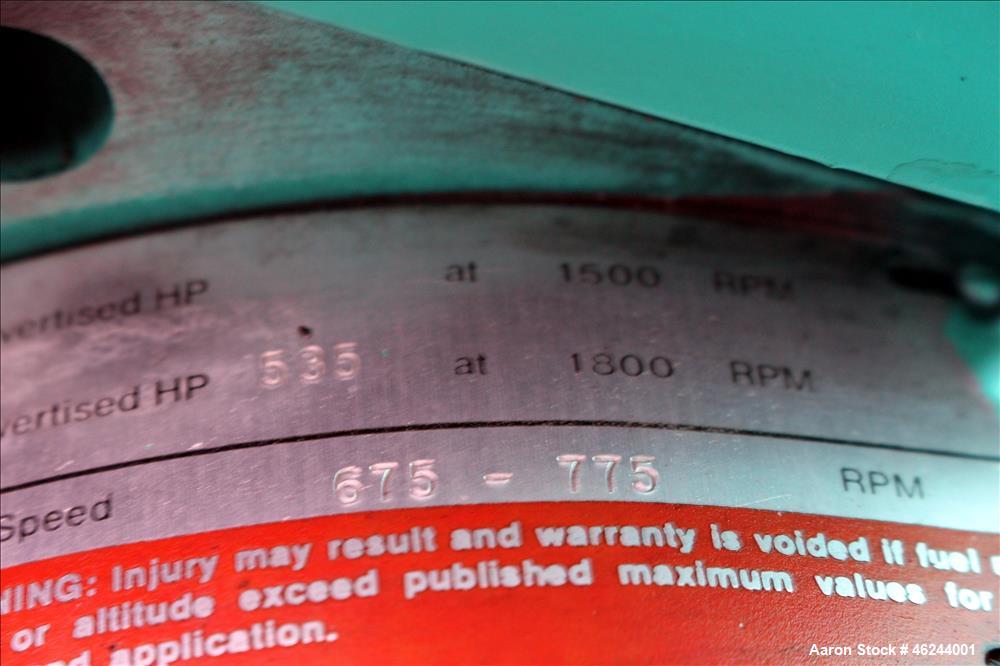 vertised HP at 1500 RPM
vertised HP 535 at 1800 RPM
Speed 675 - 775 RPM
NING: Injury may result and warranty is voided if fuel
or altitude exceed published maximum values for
nd application.
Aaron Stock # 46244001